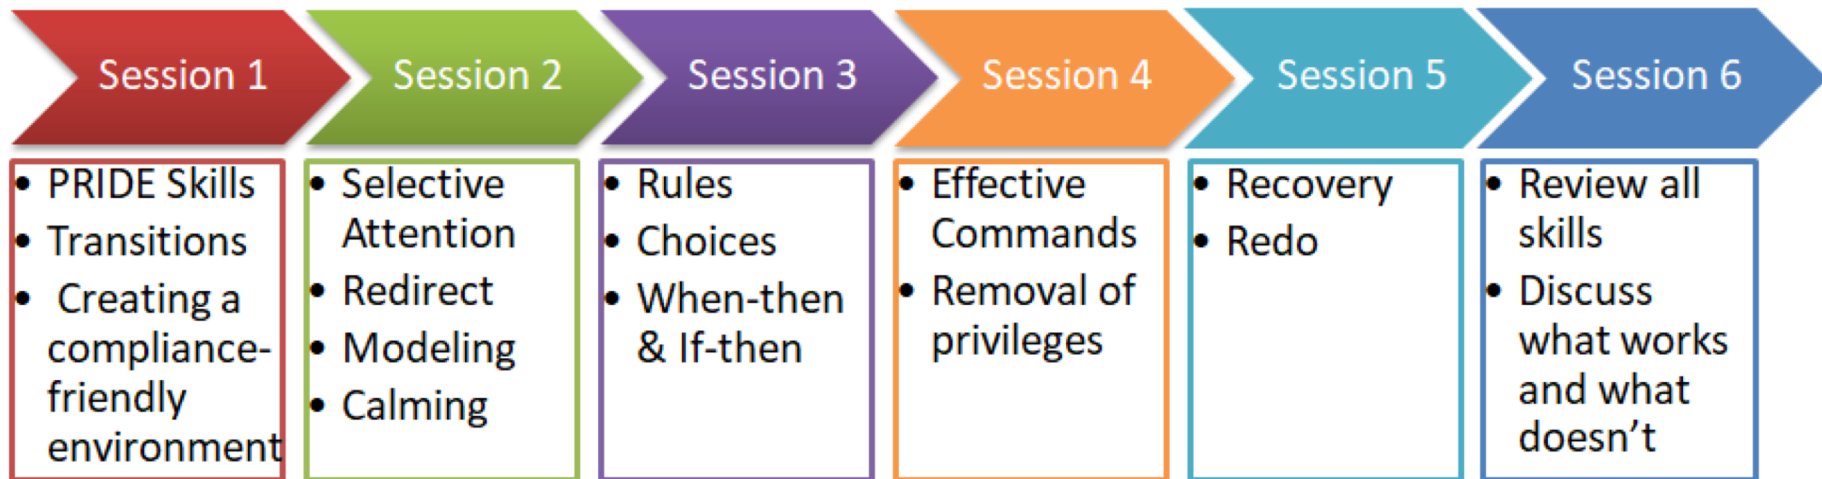 Session 1
Session 2
Session 3
Session 4
Session 5
Session 6
• PRIDE Skills
• Transitions
• Creating a
compliance-
friendly
environment
• Selective
Attention
• Redirect
• Modeling
• Calming
• Rules
• Choices
• When-then
& If-then
• Effective
Commands
• Removal of
privileges
• Recovery
• Redo
• Review all
skills
• Discuss
what works
and what
doesn’t